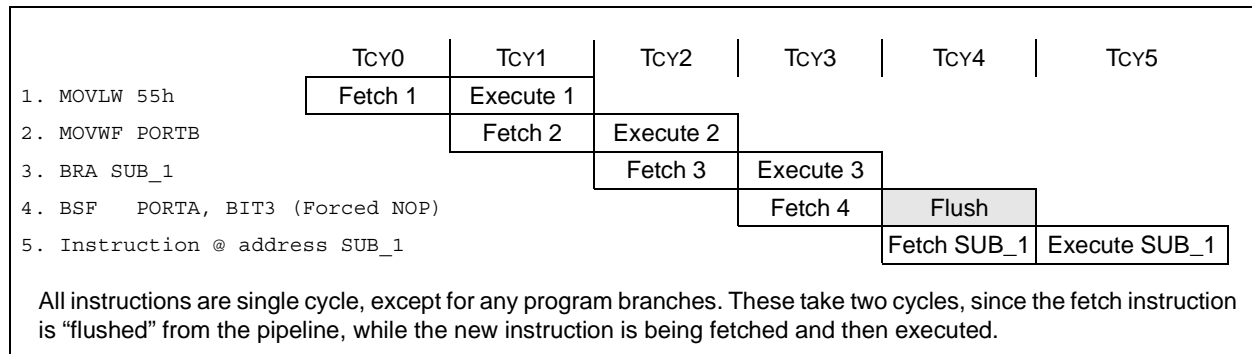 TCY0 TCY1 TCY2 TCY3 TCY4 TCY5
1. MOVLW 55h Fetch 1 Execute 1
2. MOVWF PORTB Fetch 2 Execute 2
3. BRA SUB_1 Fetch 3 Execute 3
4. BSF PORTA, BIT3 (Forced NOP) Fetch 4 Flush
5. Instruction @ address SUB_1 Fetch SUB_1 Execute SUB_1
All instructions are single cycle, except for any program branches. These take two cycles, since the fetch instruction
is “flushed” from the pipeline, while the new instruction is being fetched and then executed.